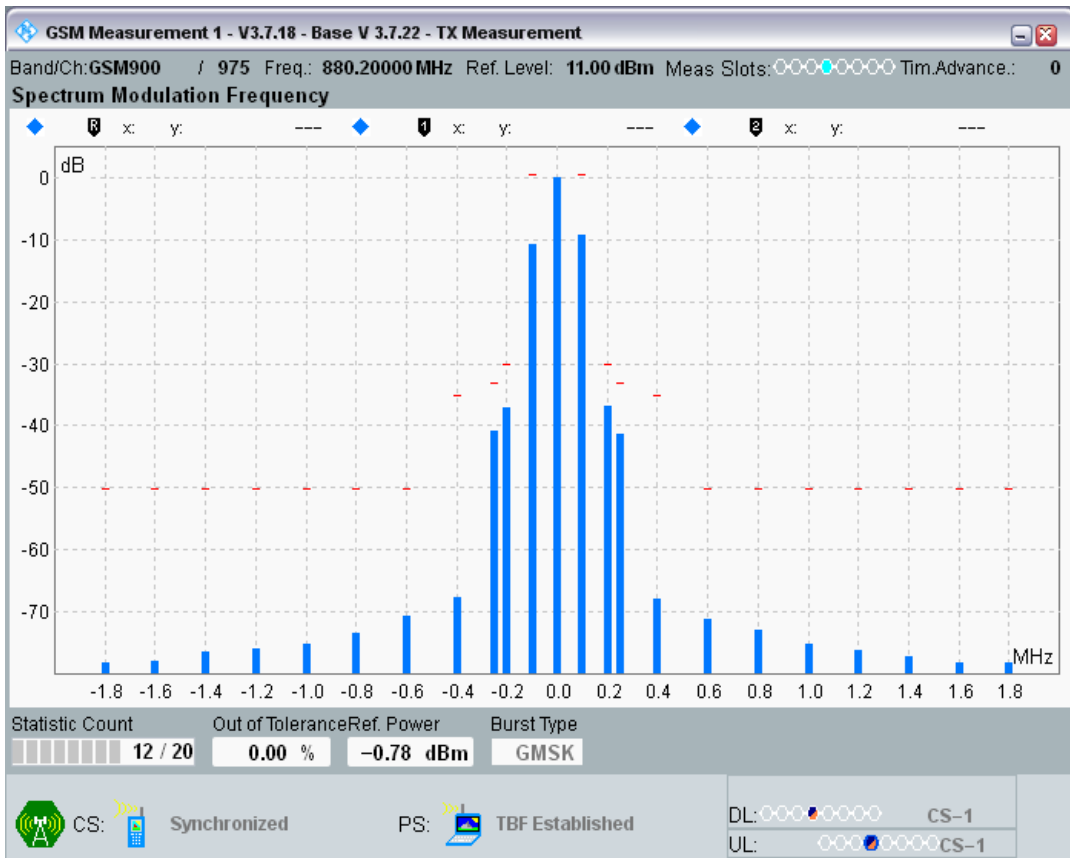 GSM Measurement 1 - V3.7.18 - Base V 3.7.22 - TX Measurement
Band/Ch:GSM900 / 975 Freq.: 880.20000 MHz Ref. Level: 11.00 dBm Meas Slots: Tim.Advance.: 0
Spectrum Modulation Frequency
R x: y: --- 1 x: y: --- 2 x: y: ---
dB
0
-10
-20
-30
-40
-50
-60
-70
MHz
-1.8 -1.6 -1.4 -1.2 -1.0 -0.8 -0.6 -0.4 -0.2 0.0 0.2 0.4 0.6 0.8 1.0 1.2 1.4 1.6 1.8
Statistic Count Out of Tolerance Ref. Power Burst Type
12 / 20 0.00 % −0.78 dBm GMSK
CS: Synchronized PS: TBF Established
DL: CS−1
UL: CS−1